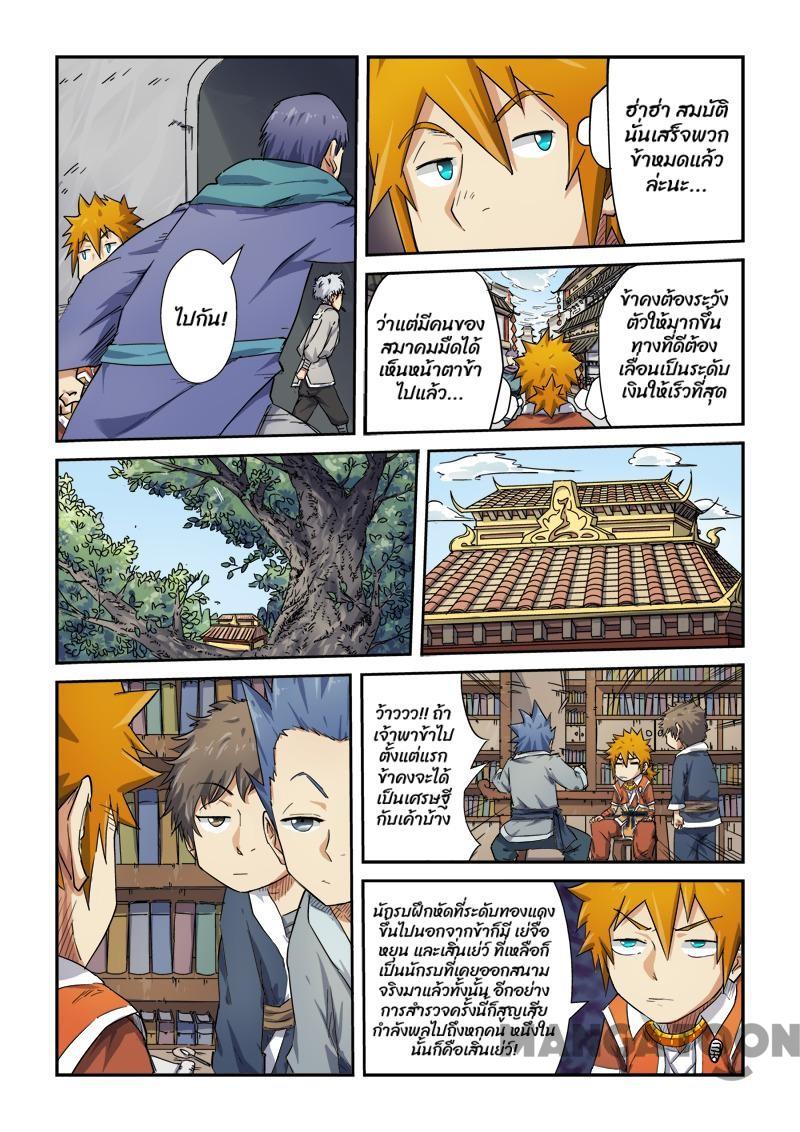 ไปกัน!
ฮ่าฮ่า สมบัติ
นั่นเสร็จพวก
ข้าหมดแล้ว
ล่ะนะ...
ว่าแต่มีคนของ
สมาคมมืดได้
เห็นหน้าตาข้า
ไปแล้ว...
ข้าคงต้องระวัง
ตัวให้มากขึ้น
ทางที่ดีต้อง
เลื่อนเป็นระดับ
เงินให้เร็วที่สุด
ว้าววว!! ถ้า
เจ้าพาข้าไป
ตั้งแต่แรก
ข้าคงจะได้
เป็นเศรษฐี
กับเค้าบ้าง
นักรบฝึกหัดที่ระดับทองแดง
ขึ้นไปนอกจากข้าก็มี เย่จื่อ
หยุน และเสิ่นเย่ว์ ที่เหลือก็
เป็นนักรบที่เคยออกสนาม
จริงมาแล้วทั้งนั้น อีกอย่าง
การสำรวจครั้งนี้ก็สูญเสีย
กำลังพลไปถึงหกคน หนึ่งใน
นั้นก็คือเสิ่นเย่ว์!
MANGATOON